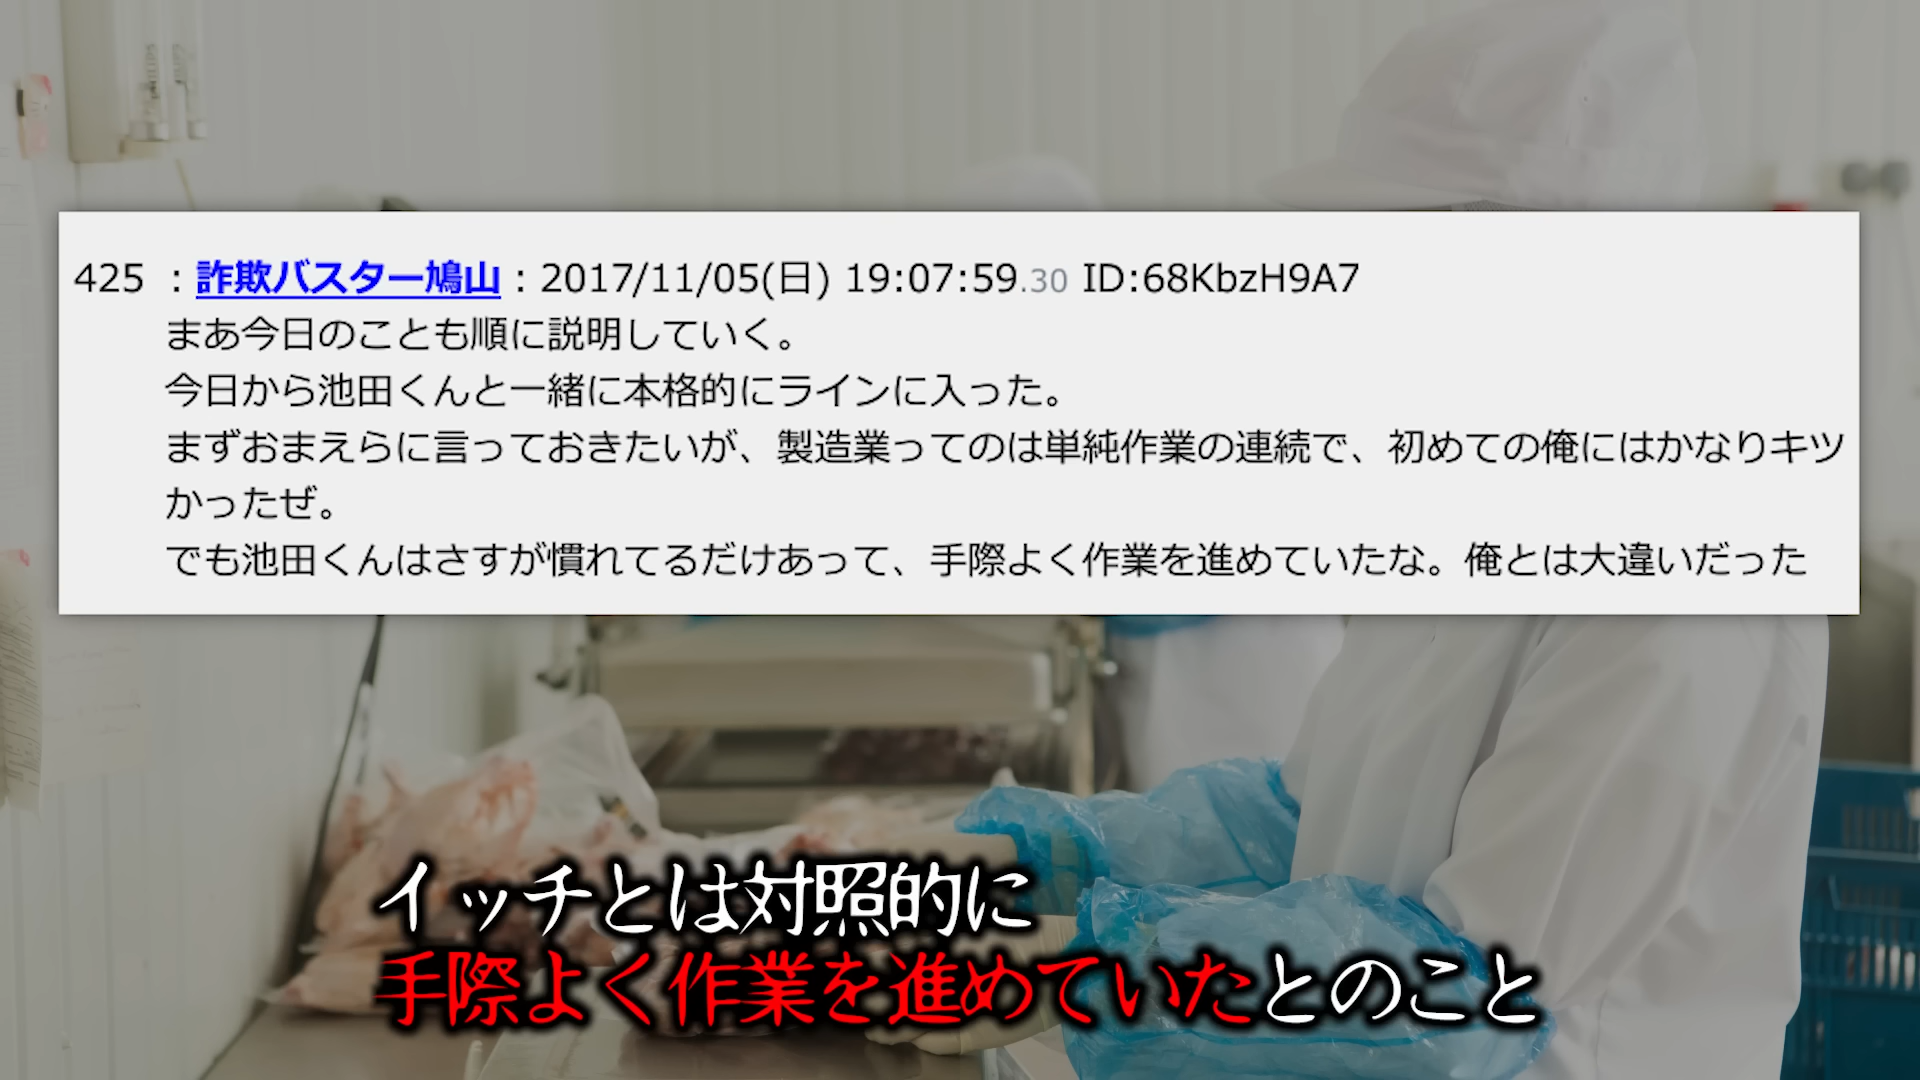 425 ：詐欺バスター鳩山：2017/11/05(日) 19:07:59.30 ID:68KbzH9A7
まあ今日のことも順に説明していく。
今日から池田くんと一緒に本格的にラインに入った。
まずおまえらに言っておきたいが、製造業ってのは単純作業の連続で、初めての俺にはかなりキツ
かったぜ。
でも池田くんはさすが慣れてるだけあって、手際よく作業を進めていたな。俺とは大違いだった
イッチとは対照的に
手際よく作業を進めていたとのこと